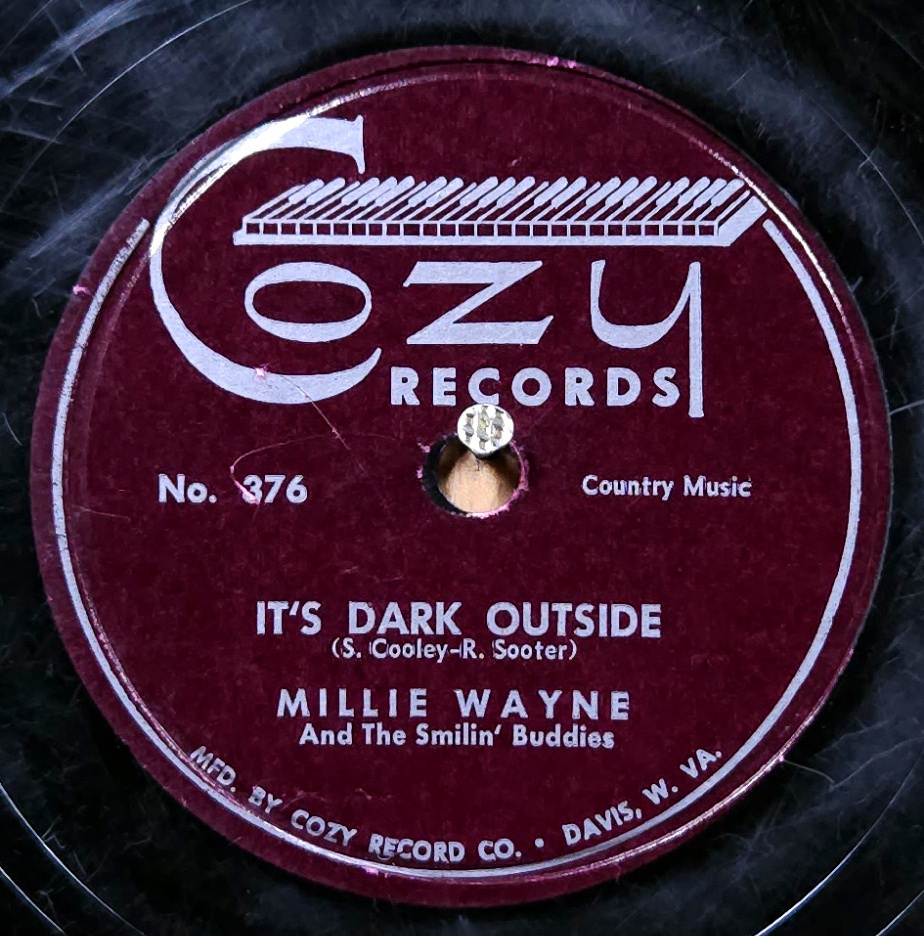 Cozy
RECORDS
No. 376
Country Music
IT'S DARK OUTSIDE
(S. Cooley-R. Sooter)
MILLIE WAYNE
And The Smilin' Buddies
MFD. BY COZY RECORD CO. • DAVIS, W. VA.